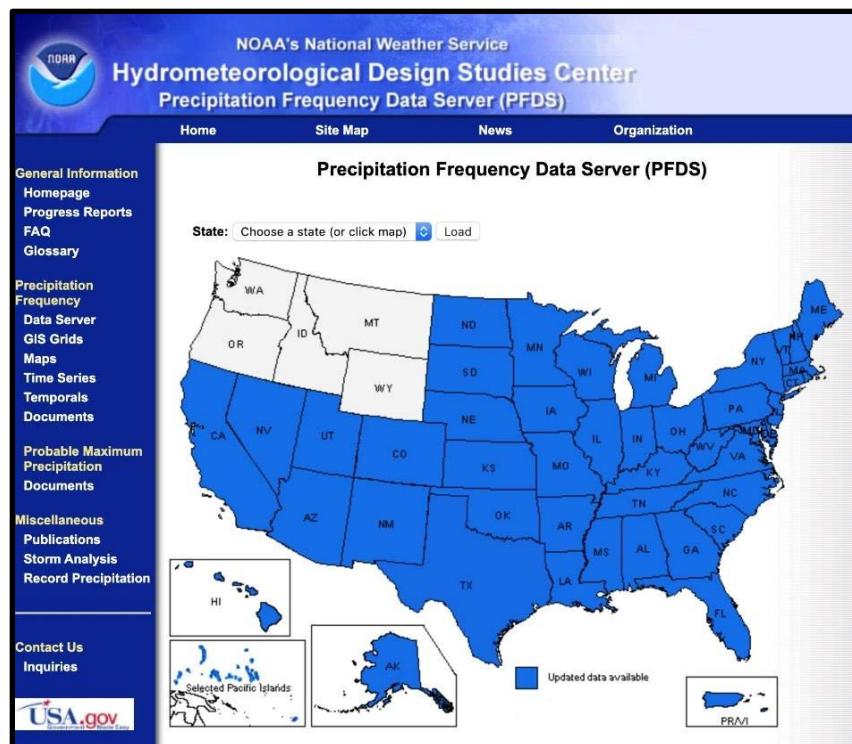 NOAA
NOAA's National Weather Service
Hydrometeorological Design Studies Center
Precipitation Frequency Data Server (PFDS)
Home Site Map News Organization
General Information
Homepage
Progress Reports
FAQ
Glossary
Precipitation
Frequency
Data Server
GIS Grids
Maps
Time Series
Temporals
Documents
Probable Maximum
Precipitation
Documents
Miscellaneous
Publications
Storm Analysis
Record Precipitation
Contact Us
Inquiries
USA.gov
Precipitation Frequency Data Server (PFDS)
State: Choose a state (or click map) Load
WA
MT
ND
ME
OR
ID
MN
NH
NY
WI
SD
MI
MA
WY
CT
IA
PA
NE
NV
UT
IL
IN
OH
CA
CO
WV
VA
KS
MO
KY
NC
TN
AZ
NM
OK
AR
SC
MS
AL
GA
TX
LA
FL
HI
AK
Selected Pacific Islands
Updated data available
PR/VI